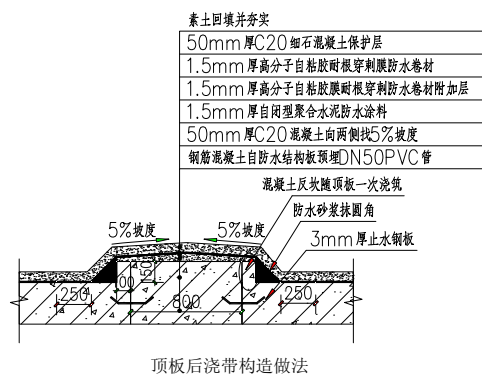 素土回填并夯实
50mm厚C20细石混凝土保护层
1.5mm厚高分子自粘胶耐根穿刺膜防水卷材
1.5mm厚高分子自粘胶膜耐根穿刺防水卷材附加层
1.5mm厚自闭型聚合水泥防水涂料
50mm厚C20混凝土向两侧找5%坡度
钢筋混凝土自防水结构板预埋DN50PVC管
混凝土反坎随顶板一次浇筑
防水砂浆抹圆角
3mm厚止水钢板
5%坡度 5%坡度
150
250 800 250
顶板后浇带构造做法